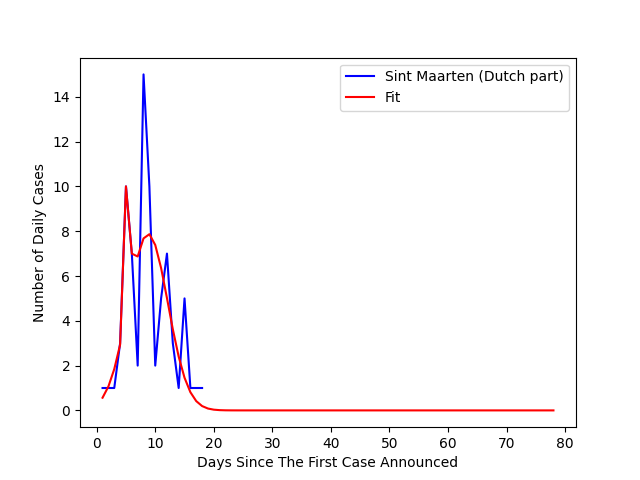 Sint Maarten (Dutch part)
Fit
Number of Daily Cases
14
12
10
8
6
4
2
0
0 10 20 30 40 50 60 70 80
Days Since The First Case Announced